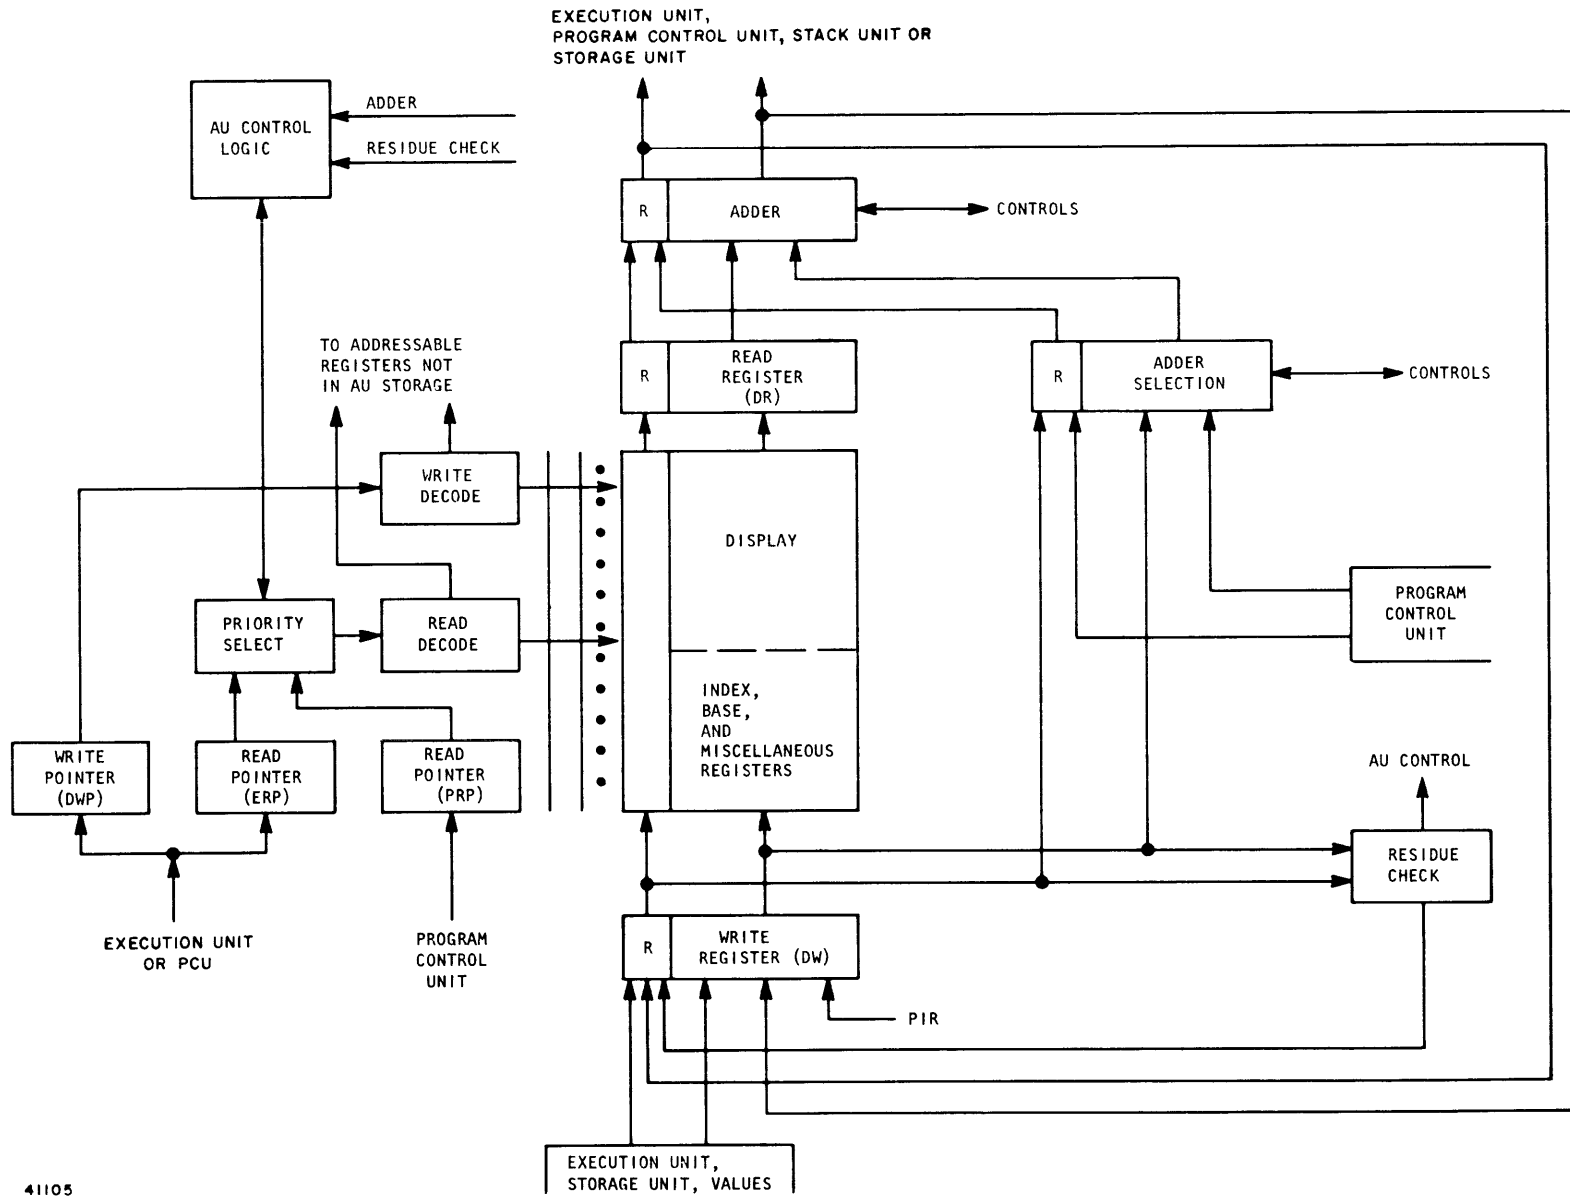 EXECUTION UNIT,
PROGRAM CONTROL UNIT, STACK UNIT OR
STORAGE UNIT
AU CONTROL
LOGIC
ADDER
RESIDUE CHECK
R
ADDER
CONTROLS
TO ADDRESSABLE
REGISTERS NOT
IN AU STORAGE
R
READ
REGISTER
(DR)
R
ADDER
SELECTION
CONTROLS
WRITE
DECODE
DISPLAY
PRIORITY
SELECT
READ
DECODE
PROGRAM
CONTROL
UNIT
INDEX,
BASE,
AND
MISCELLANEOUS
REGISTERS
WRITE
POINTER
(DWP)
READ
POINTER
(ERP)
READ
POINTER
(PRP)
AU CONTROL
RESIDUE
CHECK
EXECUTION UNIT
OR PCU
PROGRAM
CONTROL
UNIT
R
WRITE
REGISTER (DW)
PIR
EXECUTION UNIT,
STORAGE UNIT, VALUES
41105